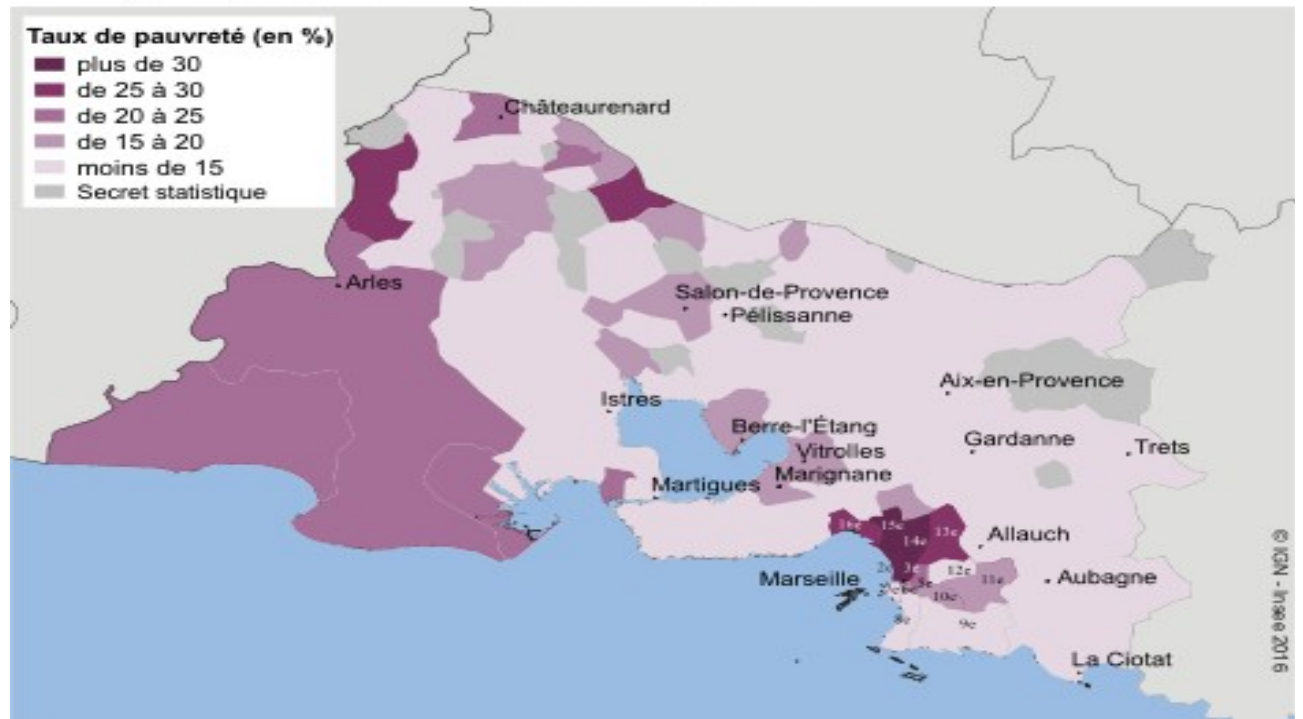 Taux de pauvreté (en %)
plus de 30
de 25 à 30
de 20 à 25
de 15 à 20
moins de 15
Secret statistique
Châteaurenard
Arles
Salon-de-Provence
Pélissanne
Aix-en-Provence
Istres
Berre-l'Étang
Gardanne
Trets
Vitrolles
Martigues
Marignane
16e
15e
14e
13e
Allauch
2e
3e
12e
Marseille
5e
11e
Aubagne
10e
8e
9e
La Ciotat
© IGN - Insee 2016